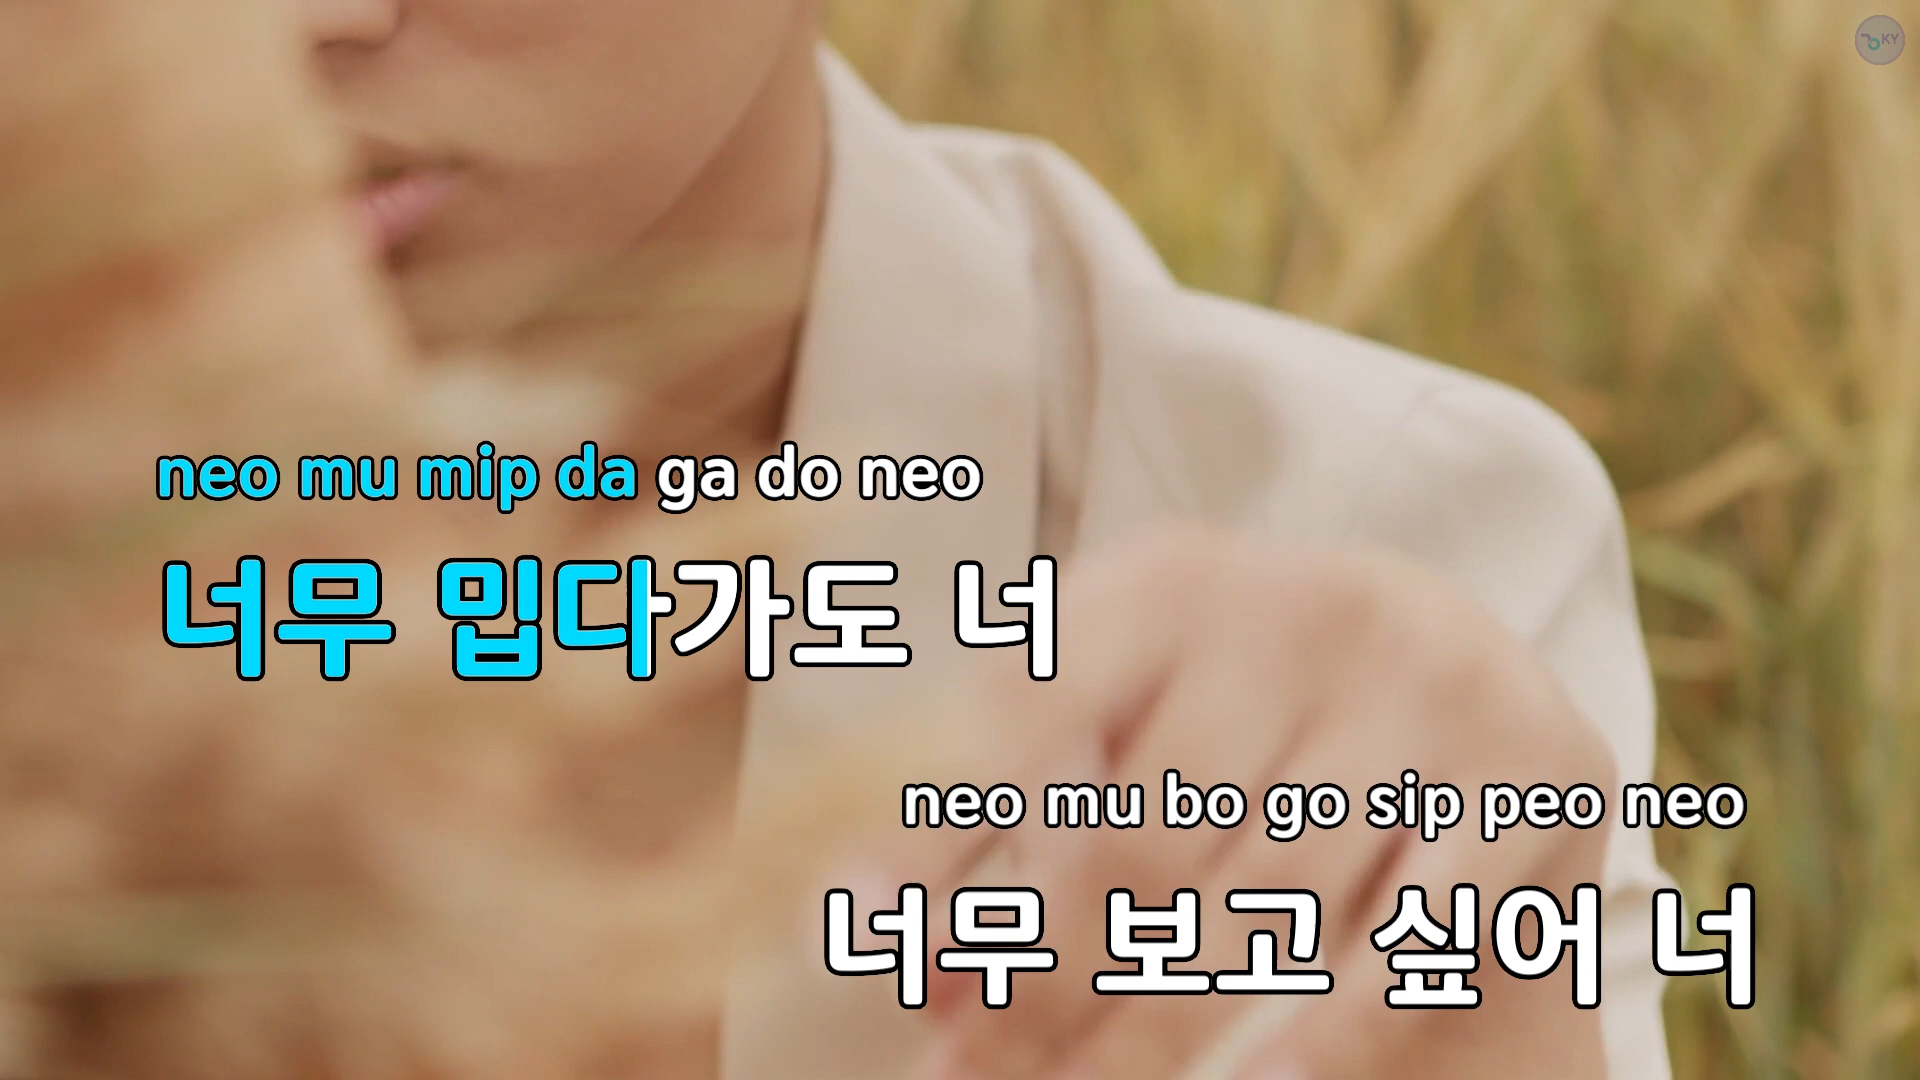 KY
neo mu mip da ga do neo
너무 밉다가도 너
neo mu bo go sip peo neo
너무 보고 싶어 너